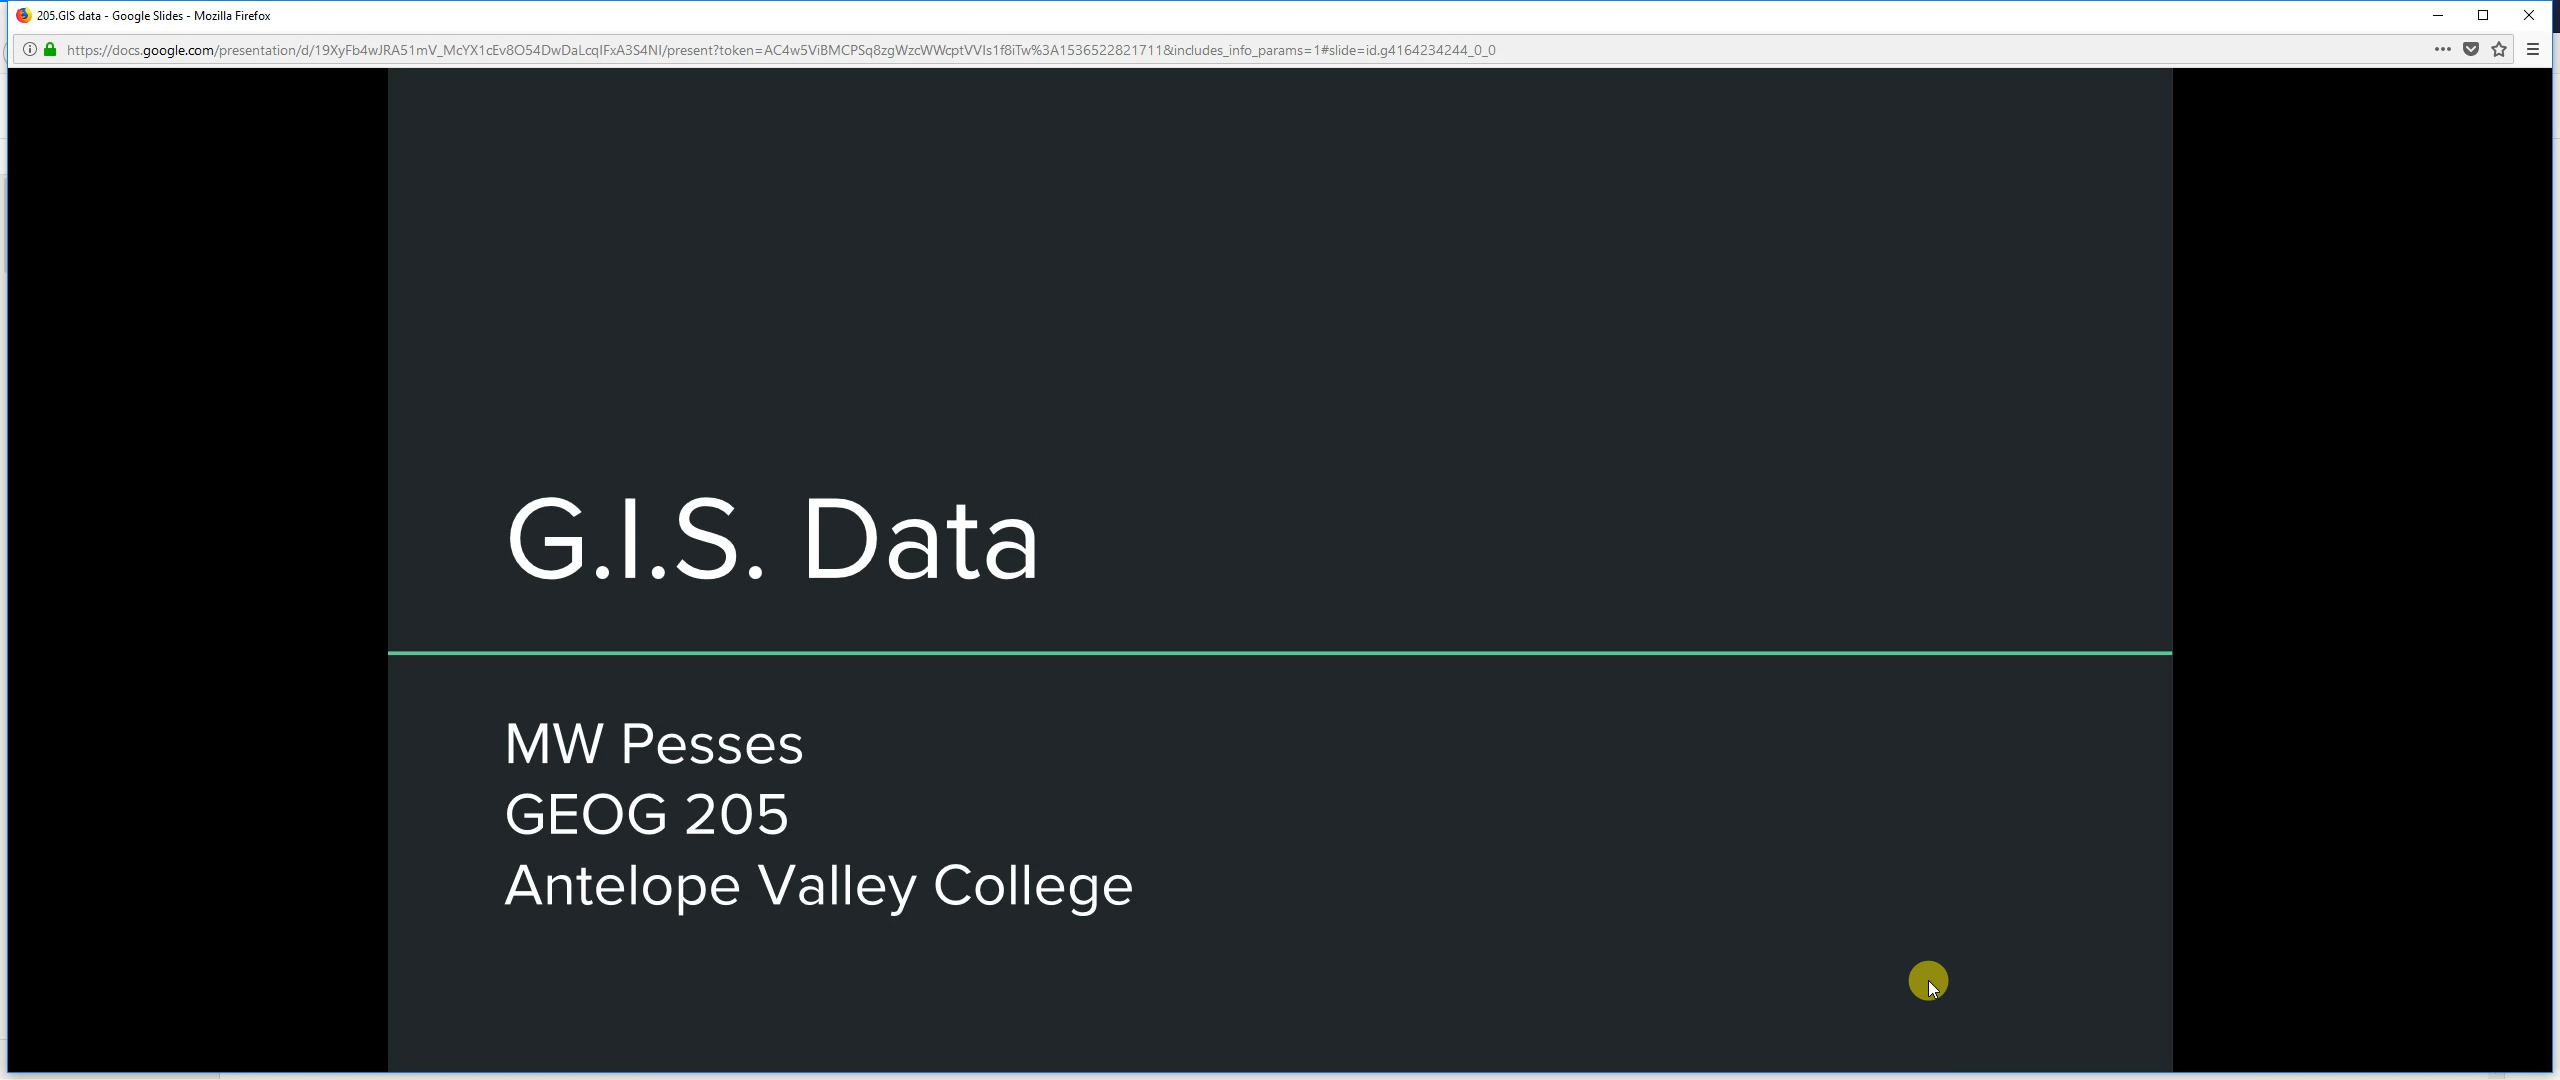 205.GIS data - Google Slides - Mozilla Firefox
https://docs.google.com/presentation/d/19XyFb4wJRA51mV_McYX1cEv8O54DwDaLcqIFxA3S4NI/present?token=AC4w5ViBMCPSq8zgWzcWWcptVVIs1f8iTw%3A1536522821711&includes_info_params=1#slide=id.g4164234244_0_0
G.I.S. Data
MW Pesses
GEOG 205
Antelope Valley College